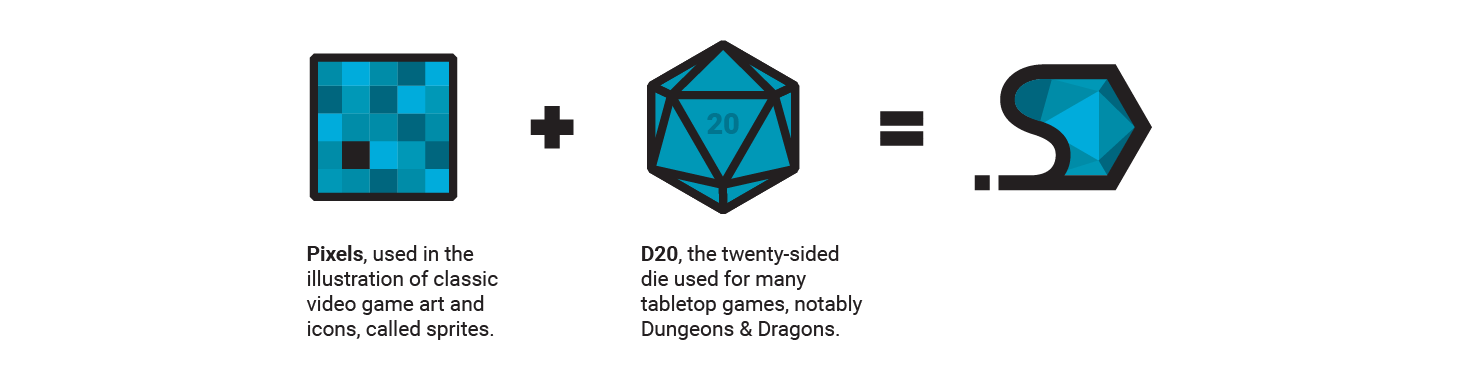 20
Pixels, used in the
illustration of classic
video game art and
icons, called sprites.
D20, the twenty-sided
die used for many
tabletop games, notably
Dungeons & Dragons.